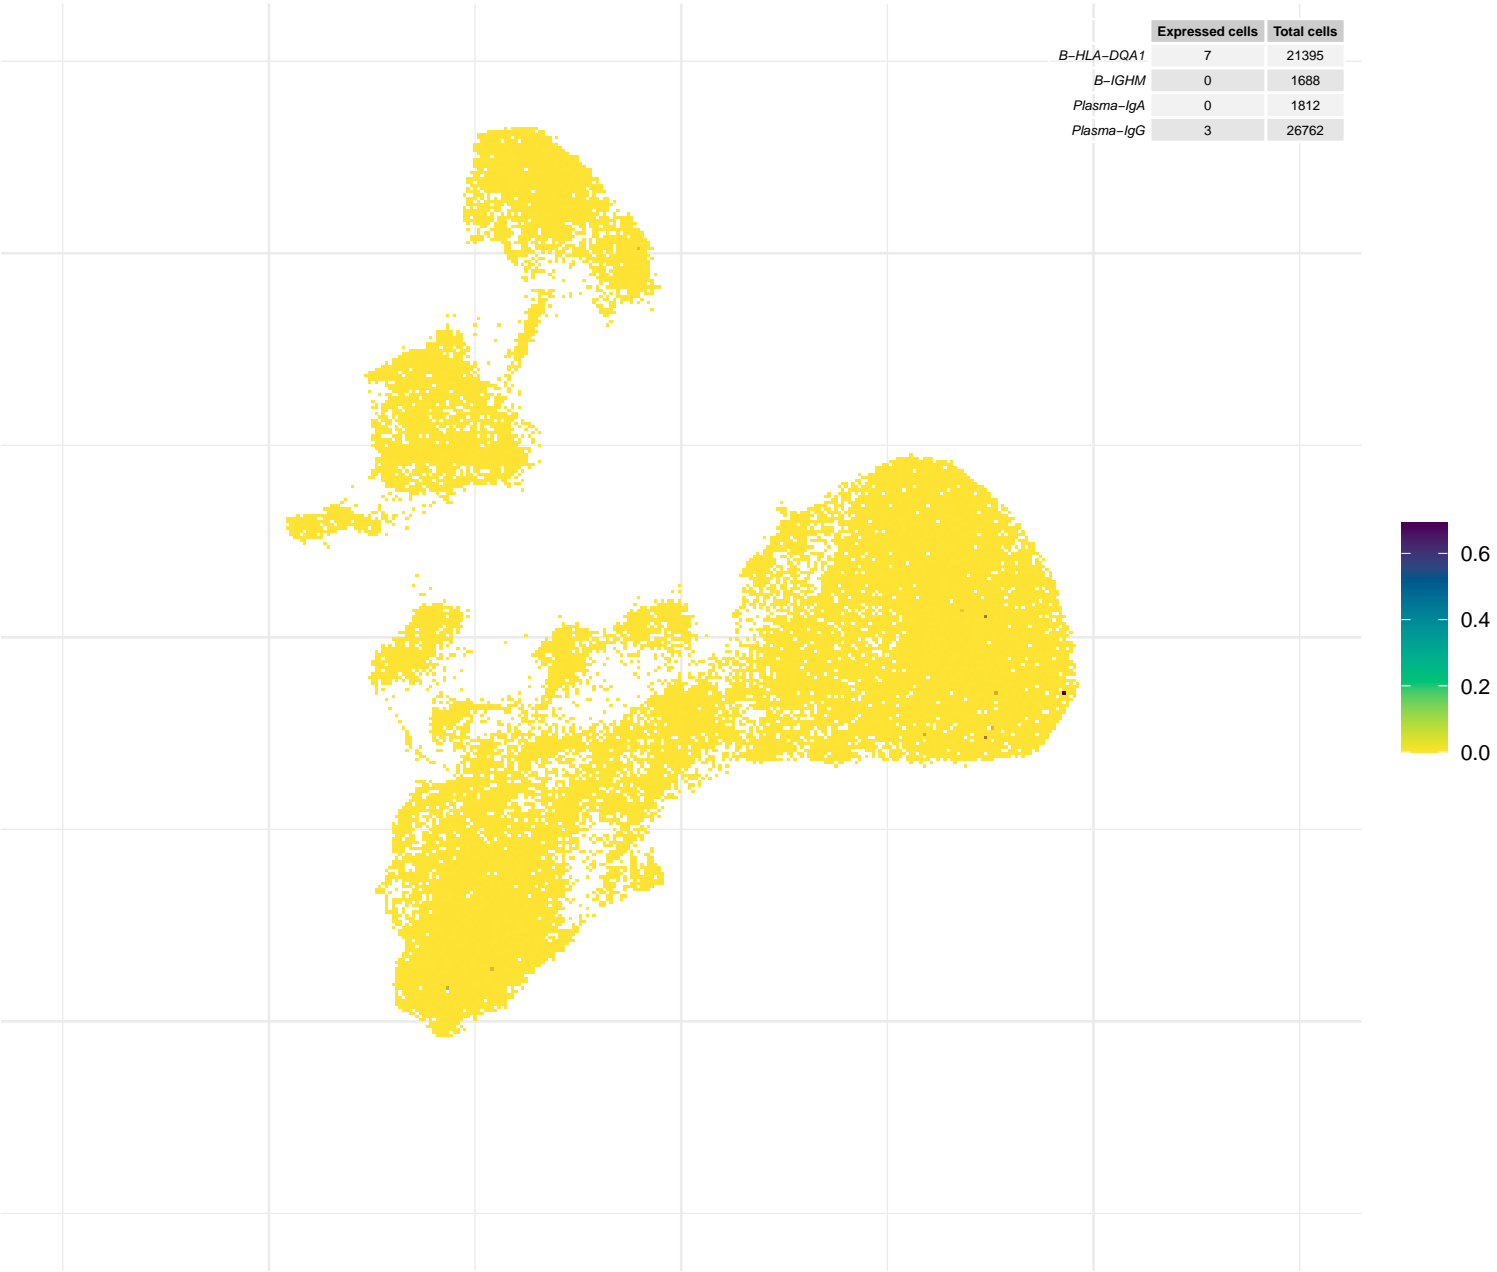 Expressed cells Total cells
B−HLA−DQA1 7 21395
B−IGHM 0 1688
Plasma−IgA 0 1812
Plasma−IgG 3 26762
0.6
0.4
0.2
0.0